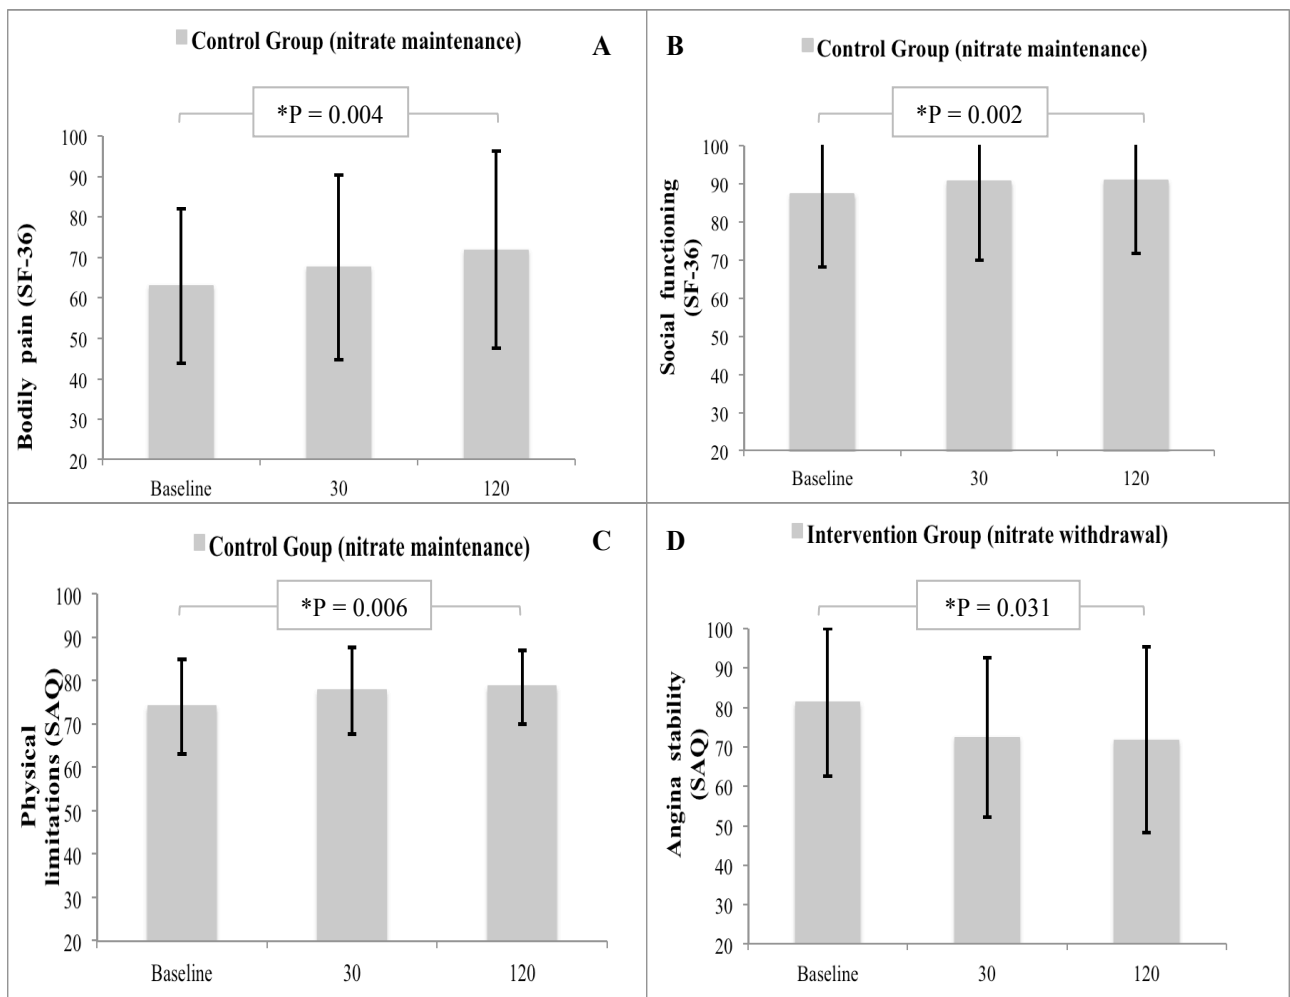 Control Group (nitrate maintenance)
A
*P = 0.004
Bodily pain (SF-36)
100
90
80
70
60
50
40
30
20
Baseline 30 120
B
Control Group (nitrate maintenance)
*P = 0.002
Social functioning
(SF-36)
100
90
80
70
60
50
40
30
20
Baseline 30 120
Control Goup (nitrate maintenance)
C
*P = 0.006
Physical
limitations (SAQ)
100
90
80
70
60
50
40
30
20
Baseline 30 120
D
Intervention Group (nitrate withdrawal)
*P = 0.031
Angina stability
(SAQ)
100
90
80
70
60
50
40
30
20
Baseline 30 120